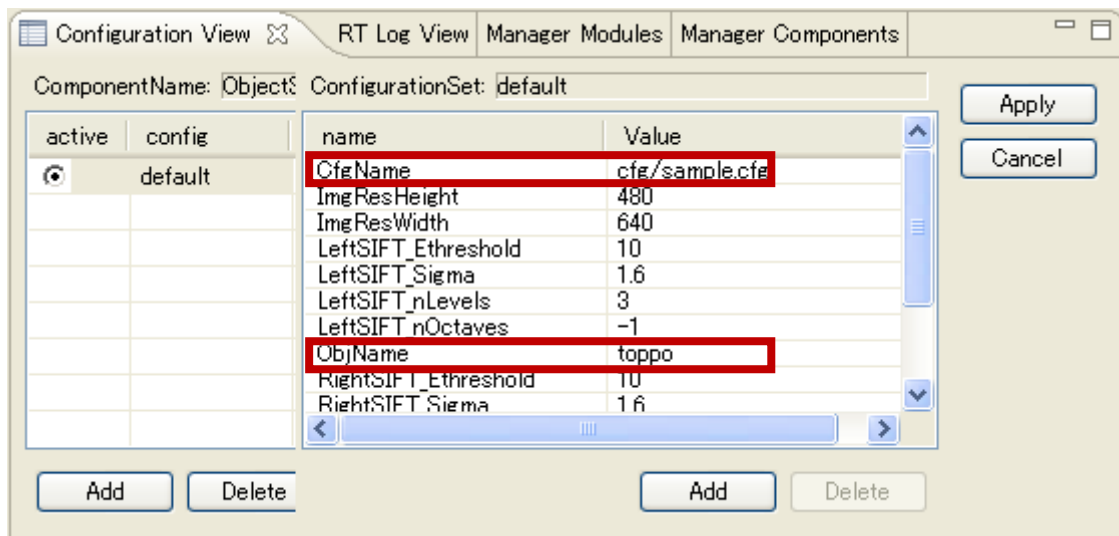 Configuration View RT Log View Manager Modules Manager Components
ComponentName: ObjectS ConfigurationSet: default
Apply
Cancel
active config
default
name Value
CfgName cfg/sample.cfg
ImgResHeight 480
ImgResWidth 640
LeftSIFT_Ethreshold 10
LeftSIFT_Sigma 1.6
LeftSIFT_nLevels 3
LeftSIFT_nOctaves -1
ObjName toppo
RightSIFT_Ethreshold 10
RightSIFT_Sigma 1.6
Add Delete
Add Delete